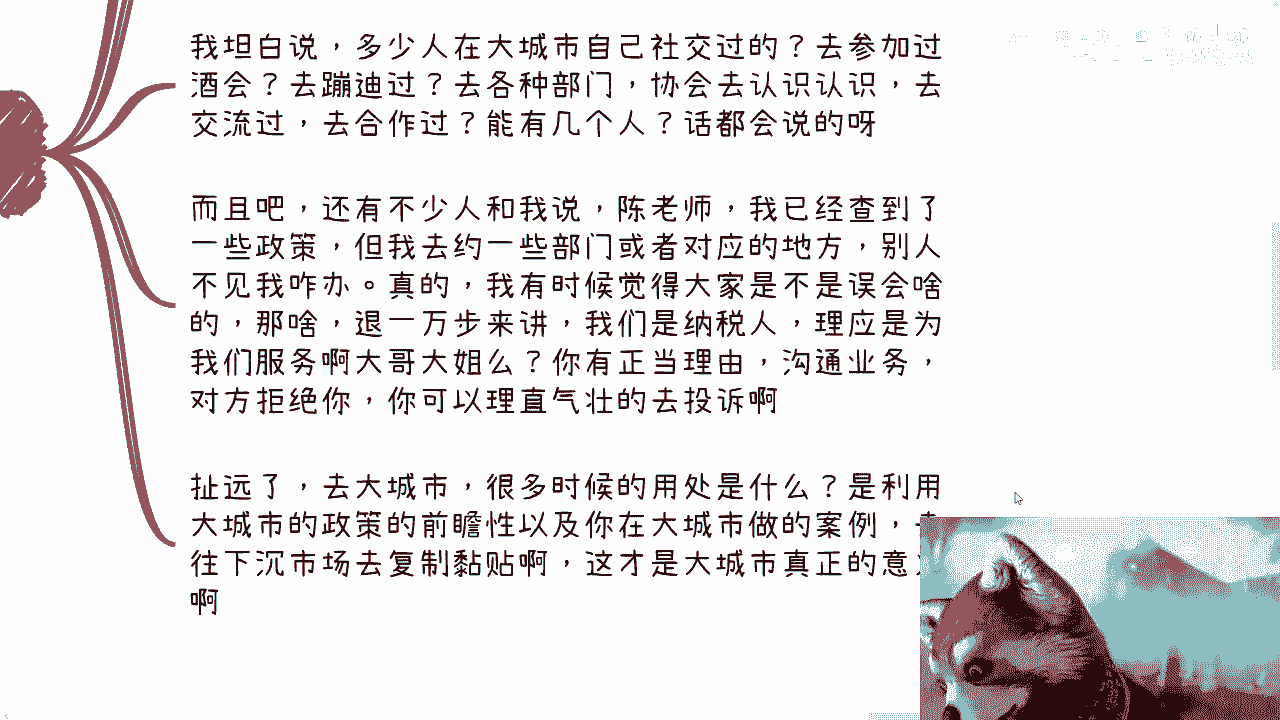 我坦白说，多少人在大城市自己社交过的？去参加过
酒会？去蹦迪过？去各种部门，协会去认识认识，去
交流过，去合作过？能有几个人？话都会说的呀
而且吧，还有不少人和我说，陈老师，我已经查到了
一些政策，但我去约一些部门或者对应的地方，别人
不见我咋办。真的，我有时候觉得大家是不是误会啥
的，那啥，退一万步来讲，我们是纳税人，理应是为
我们服务啊大哥大姐么？你有正当理由，沟通业务，
对方拒绝你，你可以理直气壮的去投诉啊
扯远了，去大城市，很多时候的用处是什么？是利用
大城市的政策的前瞻性以及你在大城市做的案例，
往下沉市场去复制黏贴啊，这才是大城市真正的意
啊